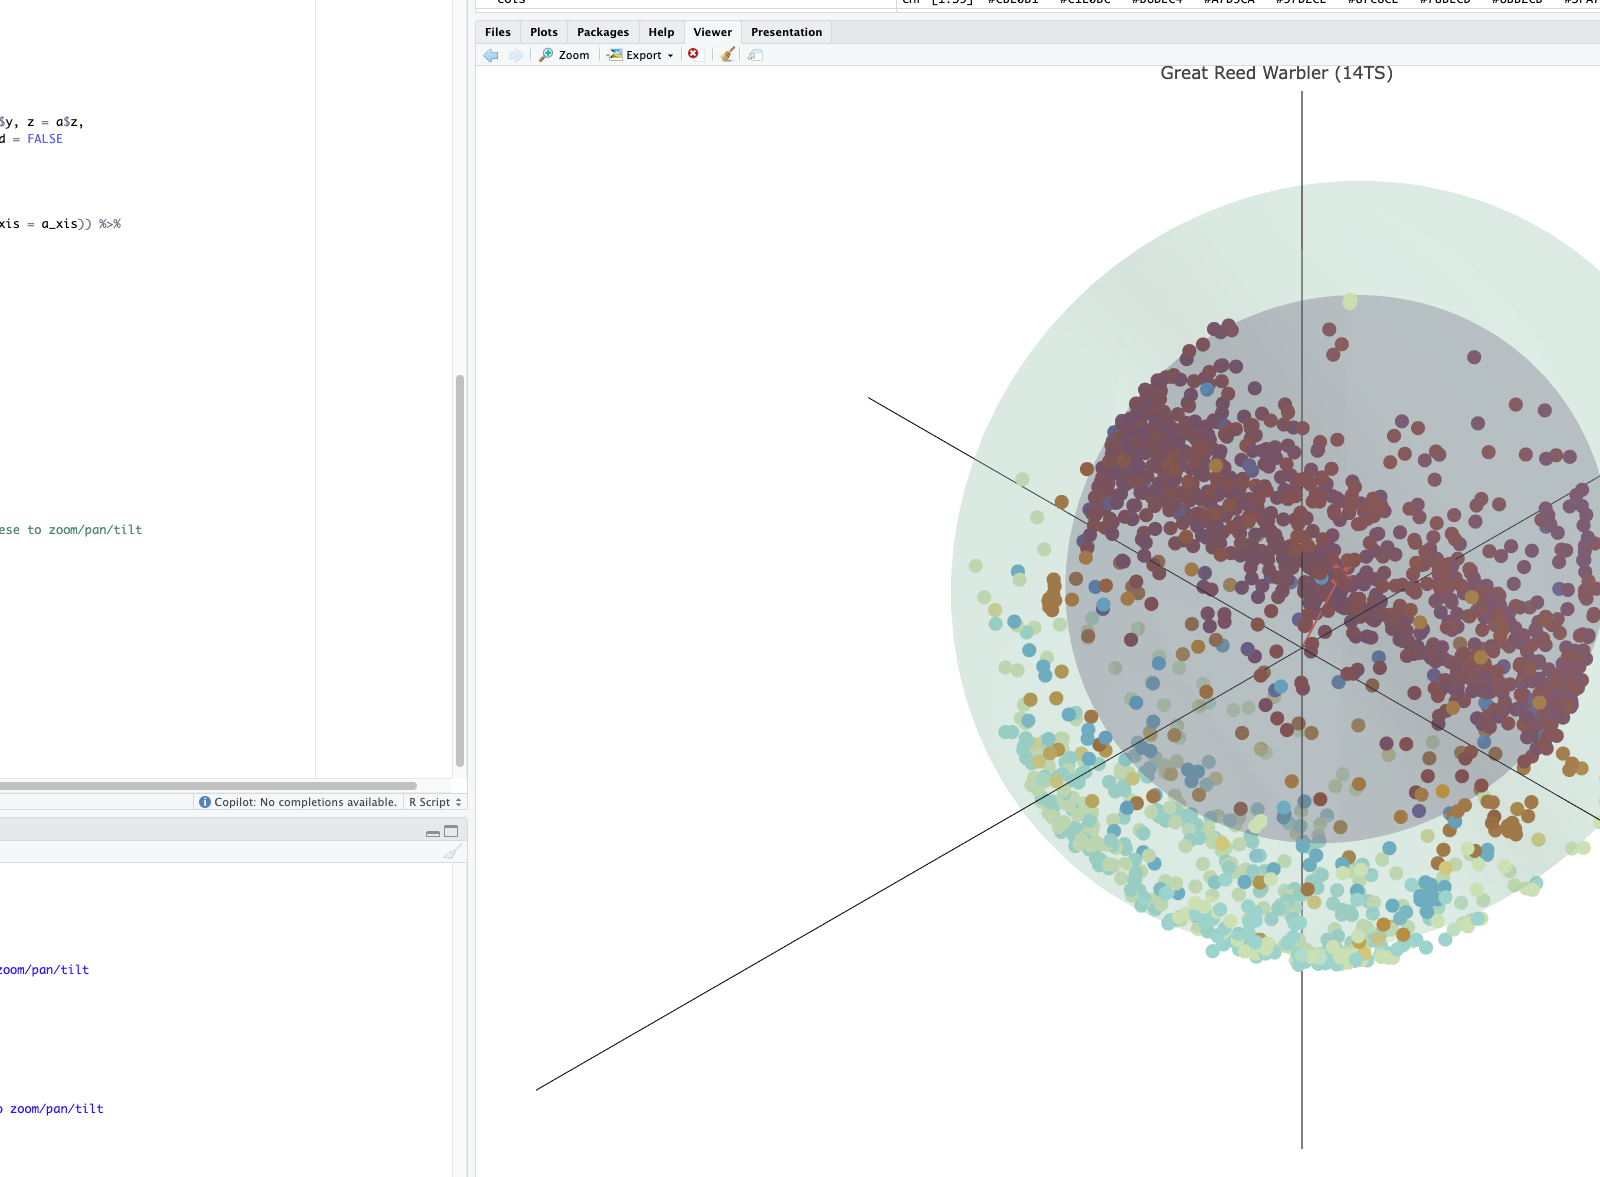 $y, z = a$z,
d = FALSE
xis = a_xis)) %>%
ese to zoom/pan/tilt
Copilot: No completions available. R Script
zoom/pan/tilt
o zoom/pan/tilt
Files Plots Packages Help Viewer Presentation
Zoom Export
Great Reed Warbler (14TS)